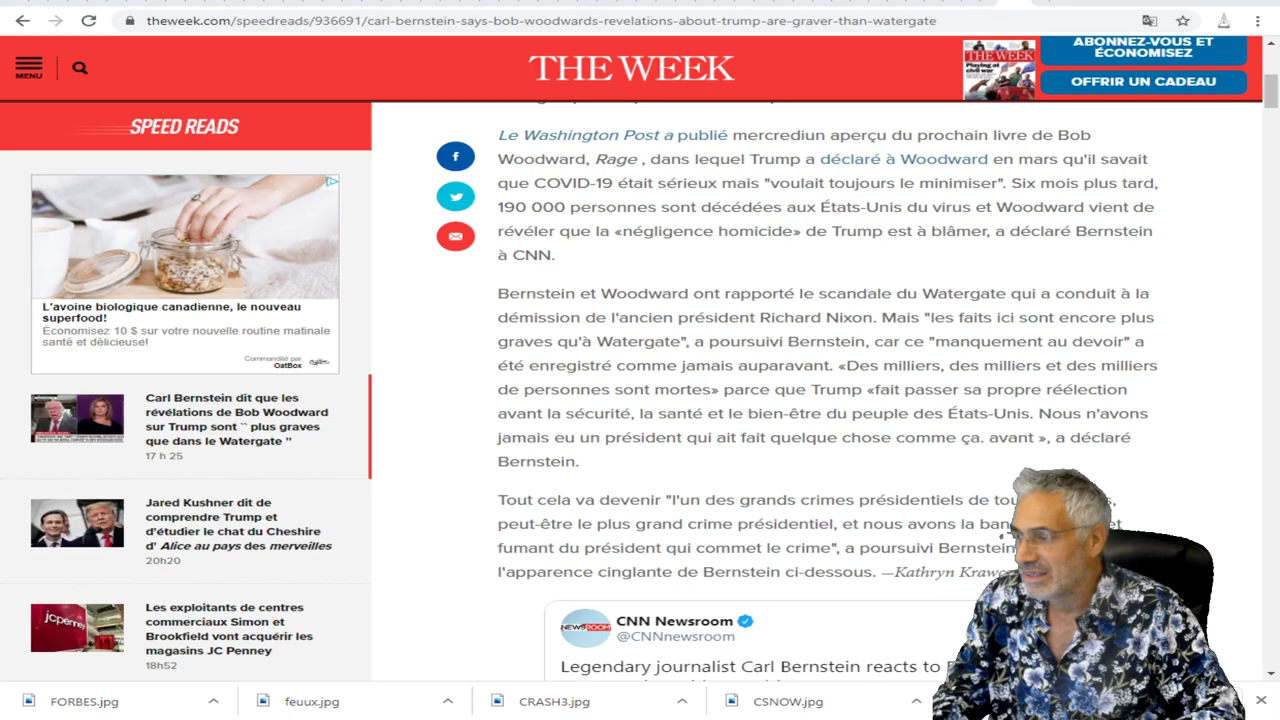 theweek.com/speedreads/936691/carl-bernstein-says-bob-woodwards-revelations-about-trump-are-graver-than-watergate
MENU
THE WEEK
ABONNEZ-VOUS ET
ÉCONOMISEZ
OFFRIR UN CADEAU
SPEED READS
L'avoine biologique canadienne, le nouveau
superfood!
Économisez 10 $ sur votre nouvelle routine matinale
santé et délicieuse!
Commandité par
OatBox
Carl Bernstein dit que les
révélations de Bob Woodward
sur Trump sont `` plus graves
que dans le Watergate ''
17 h 25
Jared Kushner dit de
comprendre Trump et
d'étudier le chat du Cheshire
d' Alice au pays des merveilles
20h20
Les exploitants de centres
commerciaux Simon et
Brookfield vont acquérir les
magasins JC Penney
18h52
Le Washington Post a publié mercrediun aperçu du prochain livre de Bob
Woodward, Rage , dans lequel Trump a déclaré à Woodward en mars qu'il savait
que COVID-19 était sérieux mais "voulait toujours le minimiser". Six mois plus tard,
190 000 personnes sont décédées aux États-Unis du virus et Woodward vient de
révéler que la «négligence homicide» de Trump est à blâmer, a déclaré Bernstein
à CNN.
Bernstein et Woodward ont rapporté le scandale du Watergate qui a conduit à la
démission de l'ancien président Richard Nixon. Mais "les faits ici sont encore plus
graves qu'à Watergate", a poursuivi Bernstein, car ce "manquement au devoir" a
été enregistré comme jamais auparavant. «Des milliers, des milliers et des milliers
de personnes sont mortes» parce que Trump «fait passer sa propre réélection
avant la sécurité, la santé et le bien-être du peuple des États-Unis. Nous n'avons
jamais eu un président qui ait fait quelque chose comme ça. avant », a déclaré
Bernstein.
Tout cela va devenir "l'un des grands crimes présidentiels de
peut-être le plus grand crime présidentiel, et nous avons la et
fumant du président qui commet le crime", a poursuivi Bernstein
l'apparence cinglante de Bernstein ci-dessous. —Kathryn
CNN Newsroom
@CNNnewsroom
Legendary journalist Carl Bernstein reacts to
FORBES.jpg
feuux.jpg
CRASH3.jpg
CSNOW.jpg